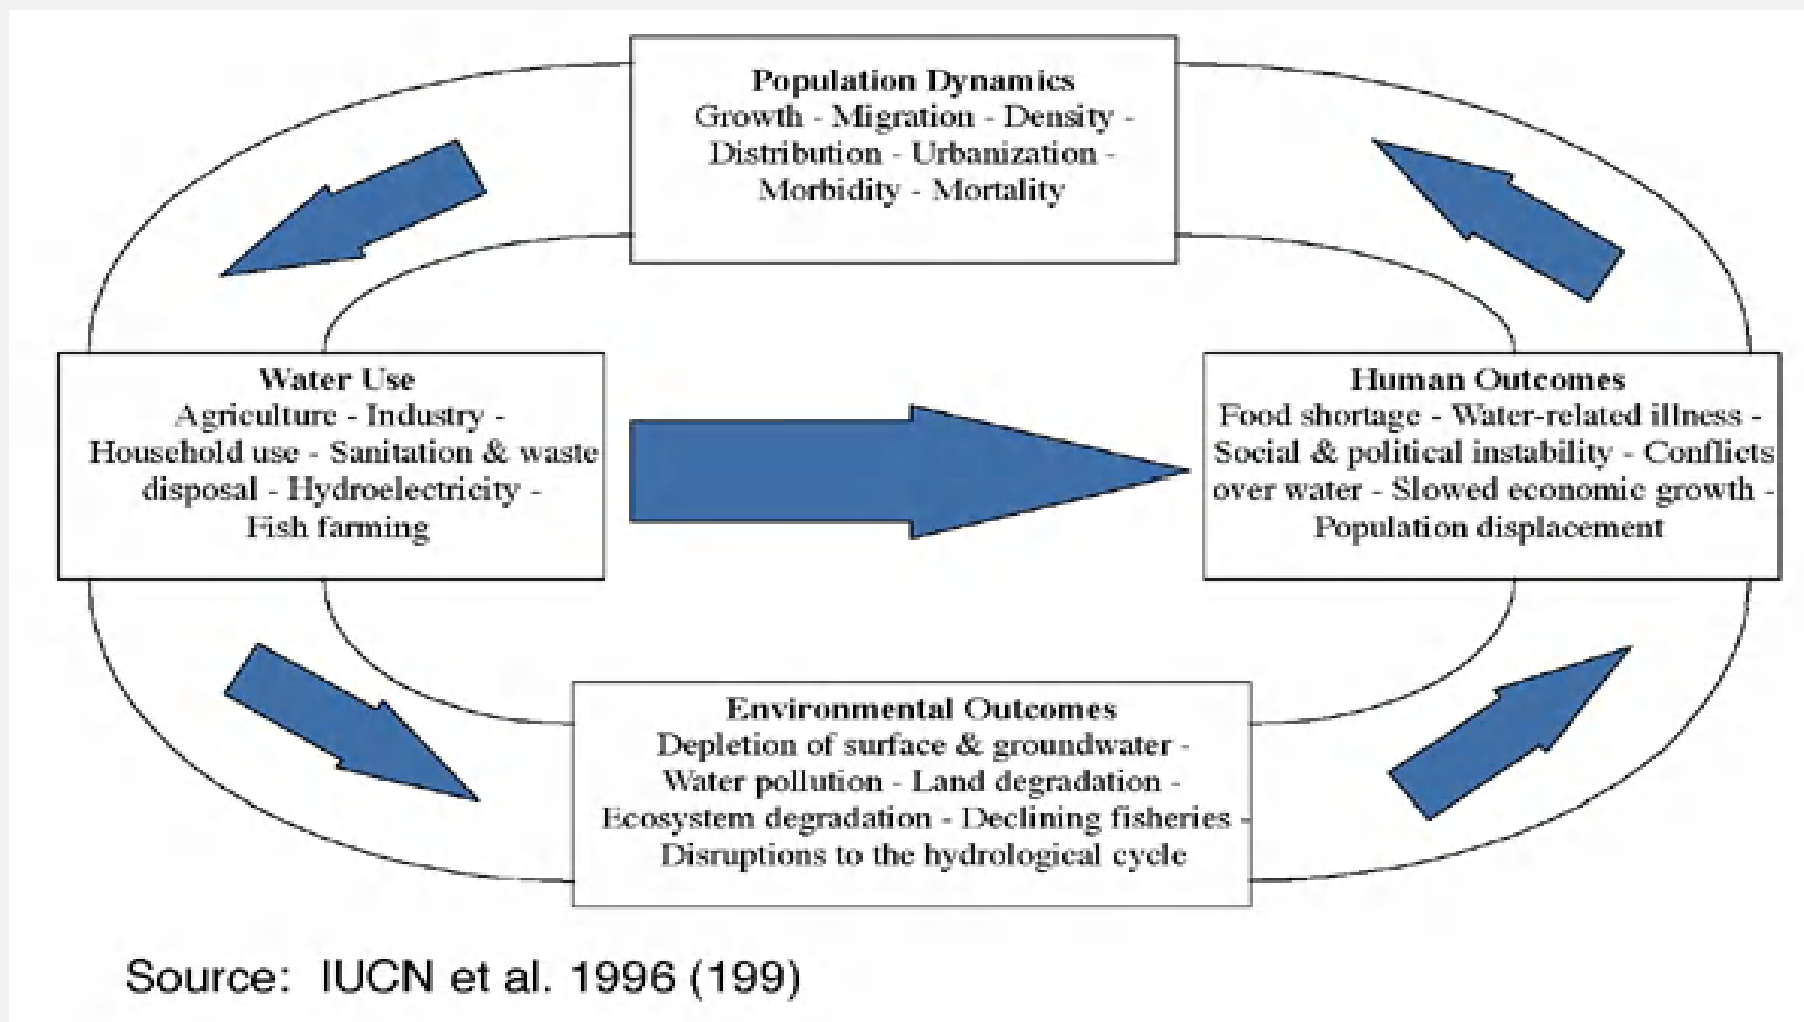 Population Dynamics
Growth - Migration - Density -
Distribution - Urbanization -
Morbidity - Mortality
Water Use
Agriculture - Industry -
Household use - Sanitation & waste
disposal - Hydroelectricity -
Fish farming
Human Outcomes
Food shortage - Water-related illness -
Social & political instability - Conflicts
over water - Slowed economic growth -
Population displacement
Environmental Outcomes
Depletion of surface & groundwater -
Water pollution - Land degradation -
Ecosystem degradation - Declining fisheries -
Disruptions to the hydrological cycle
Source: IUCN et al. 1996 (199)